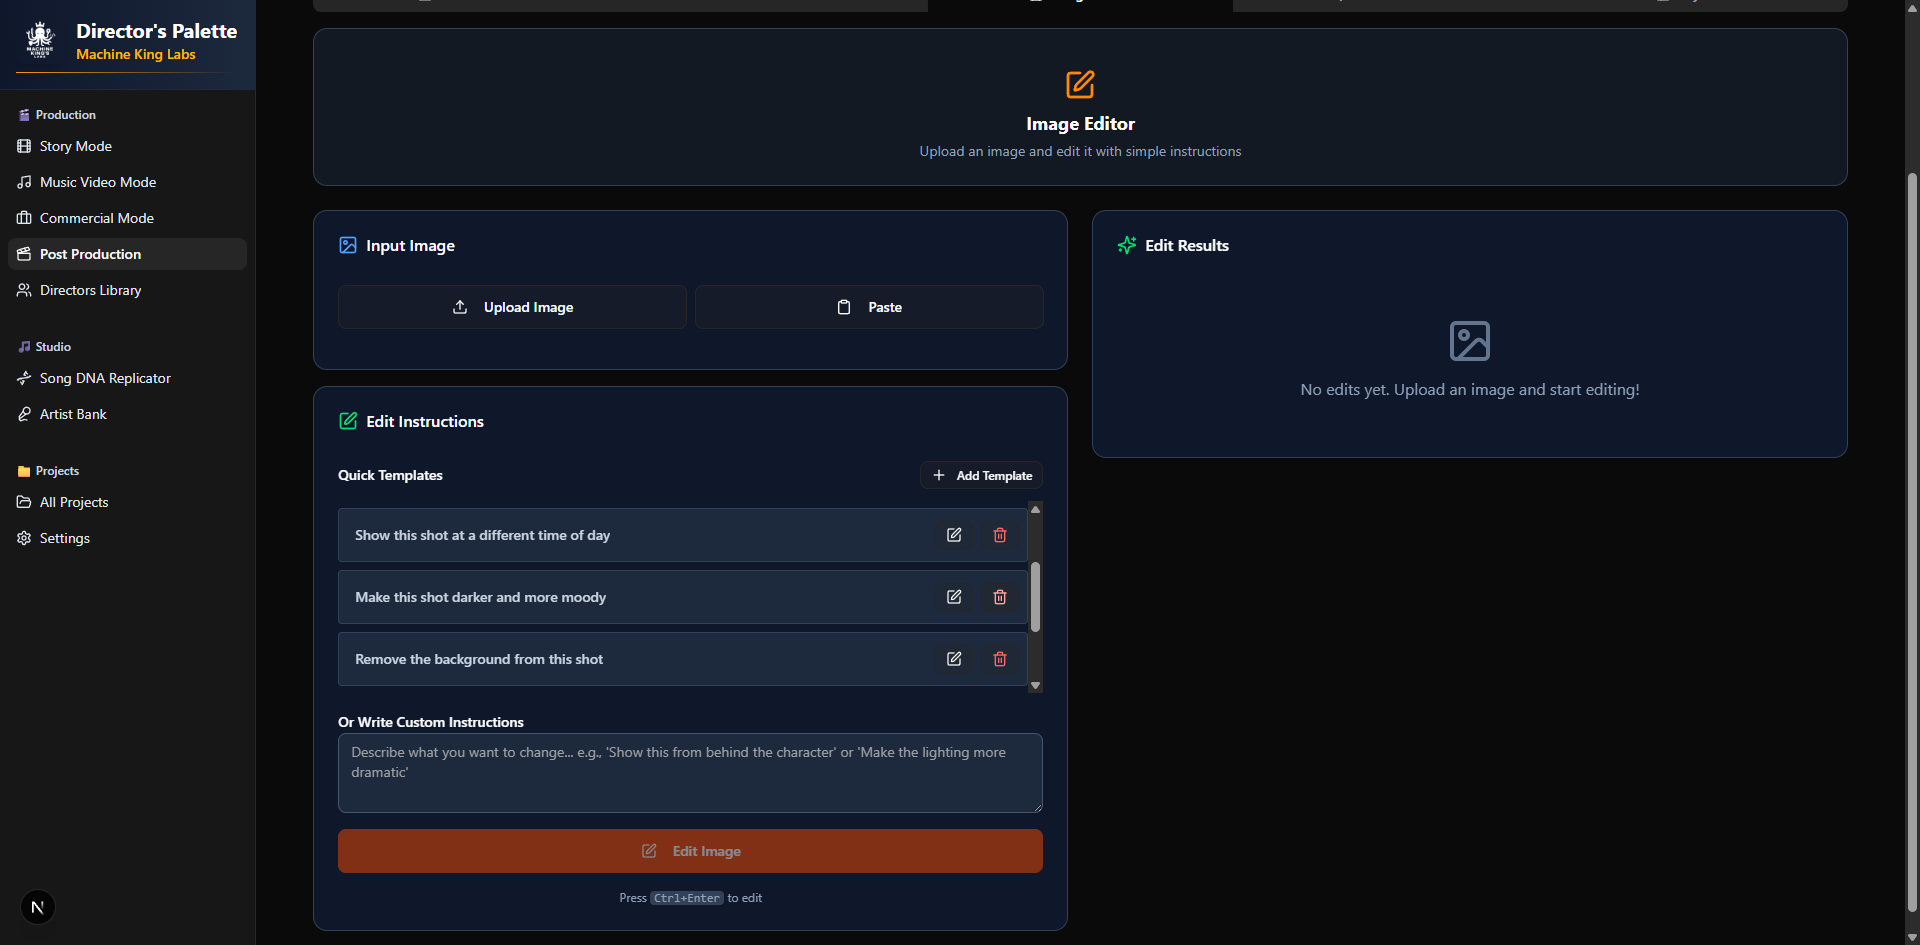 Director's Palette
Machine King Labs
MACHINE
KING'S
LABS
Production
Story Mode
Music Video Mode
Commercial Mode
Post Production
Directors Library
Studio
Song DNA Replicator
Artist Bank
Projects
All Projects
Settings
N
Image Editor
Upload an image and edit it with simple instructions
Input Image
Upload Image
Paste
Edit Instructions
Quick Templates
Add Template
Show this shot at a different time of day
Make this shot darker and more moody
Remove the background from this shot
Or Write Custom Instructions
Describe what you want to change... e.g., 'Show this from behind the character' or 'Make the lighting more
dramatic'
Edit Image
Press Ctrl+Enter to edit
Edit Results
No edits yet. Upload an image and start editing!